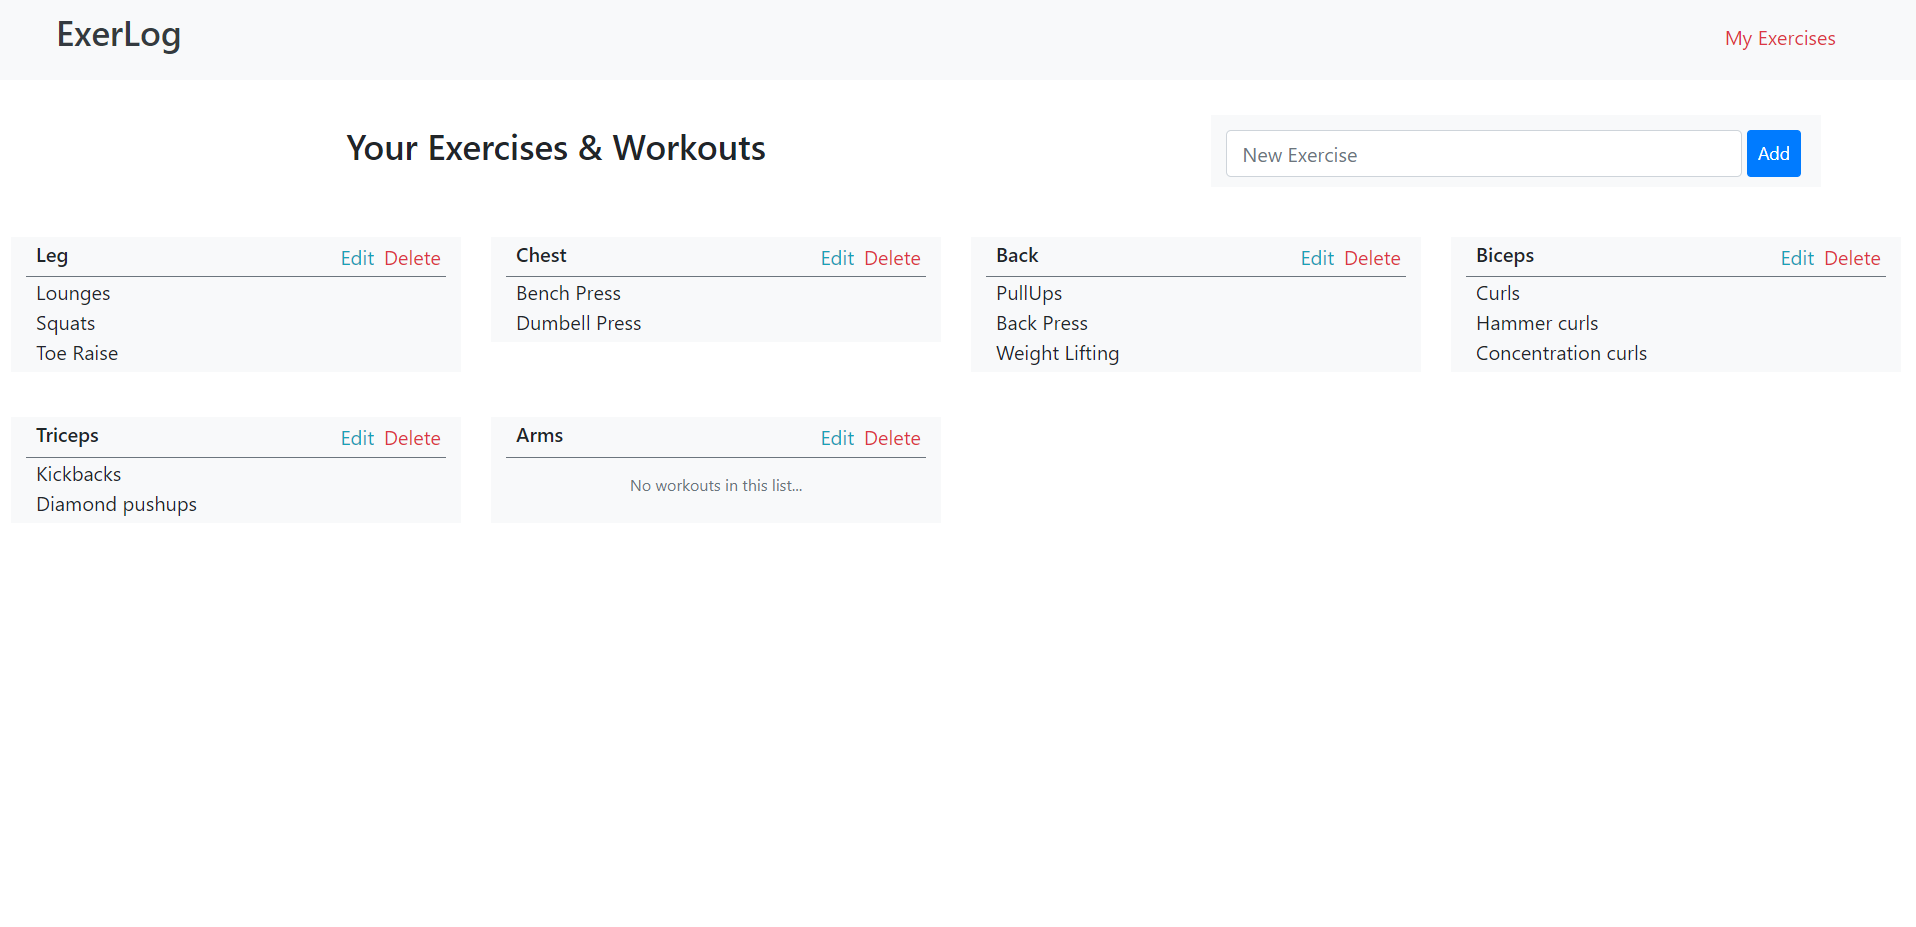 ExerLog
My Exercises
Your Exercises & Workouts
New Exercise
Add
Leg
Edit Delete
Lounges
Squats
Toe Raise
Chest
Edit Delete
Bench Press
Dumbell Press
Back
Edit Delete
PullUps
Back Press
Weight Lifting
Biceps
Edit Delete
Curls
Hammer curls
Concentration curls
Triceps
Edit Delete
Kickbacks
Diamond pushups
Arms
Edit Delete
No workouts in this list...